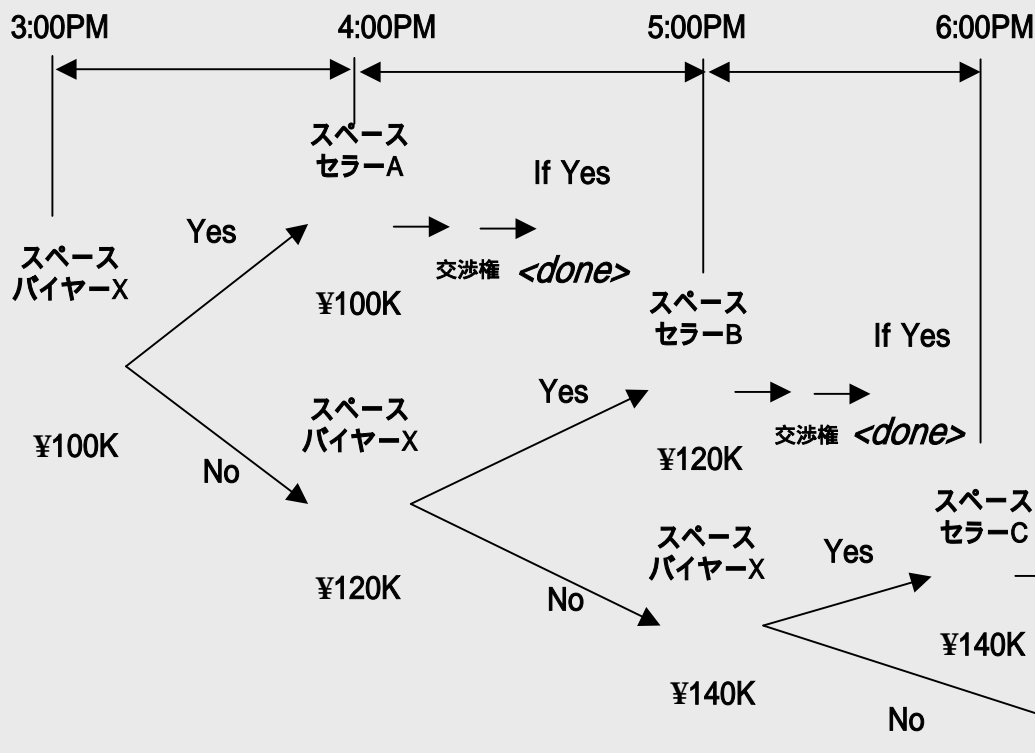 3:00PM
4:00PM
5:00PM
6:00PM
スペース
セラーA
If Yes
Yes
スペース
バイヤーX
交渉権
<done>
¥100K
スペース
セラーB
If Yes
Yes
スペース
バイヤーX
¥100K
交渉権
<done>
No
¥120K
スペース
セラーC
スペース
バイヤーX
Yes
¥120K
No
¥140K
¥140K
No